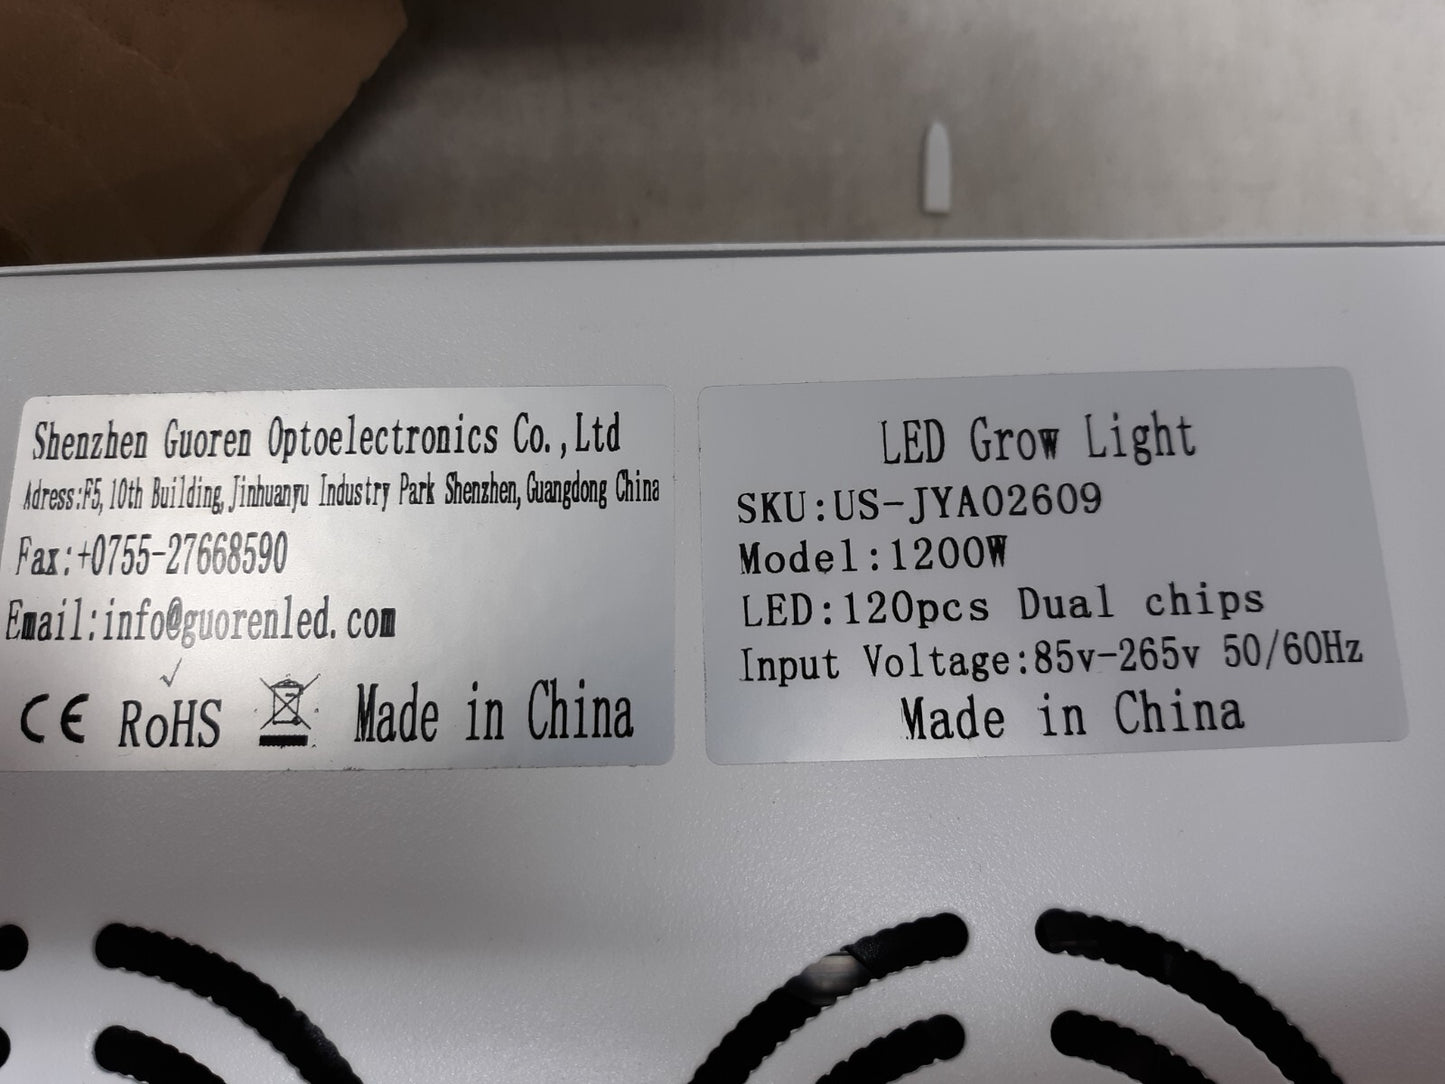 Shenzhen Guoren Optoelectronics Co.,Ltd
Adress:F5, 10th Building, Jinhuanyu Industry Park Shenzhen, Guangdong China
Fax:+0755-27668590
Email:info@guorenled.com
CE RoHS Made in China
LED Grow Light
SKU:US-JYA02609
Model:1200W
LED:120pcs Dual chips
Input Voltage:85v-265v 50/60Hz
Made in China